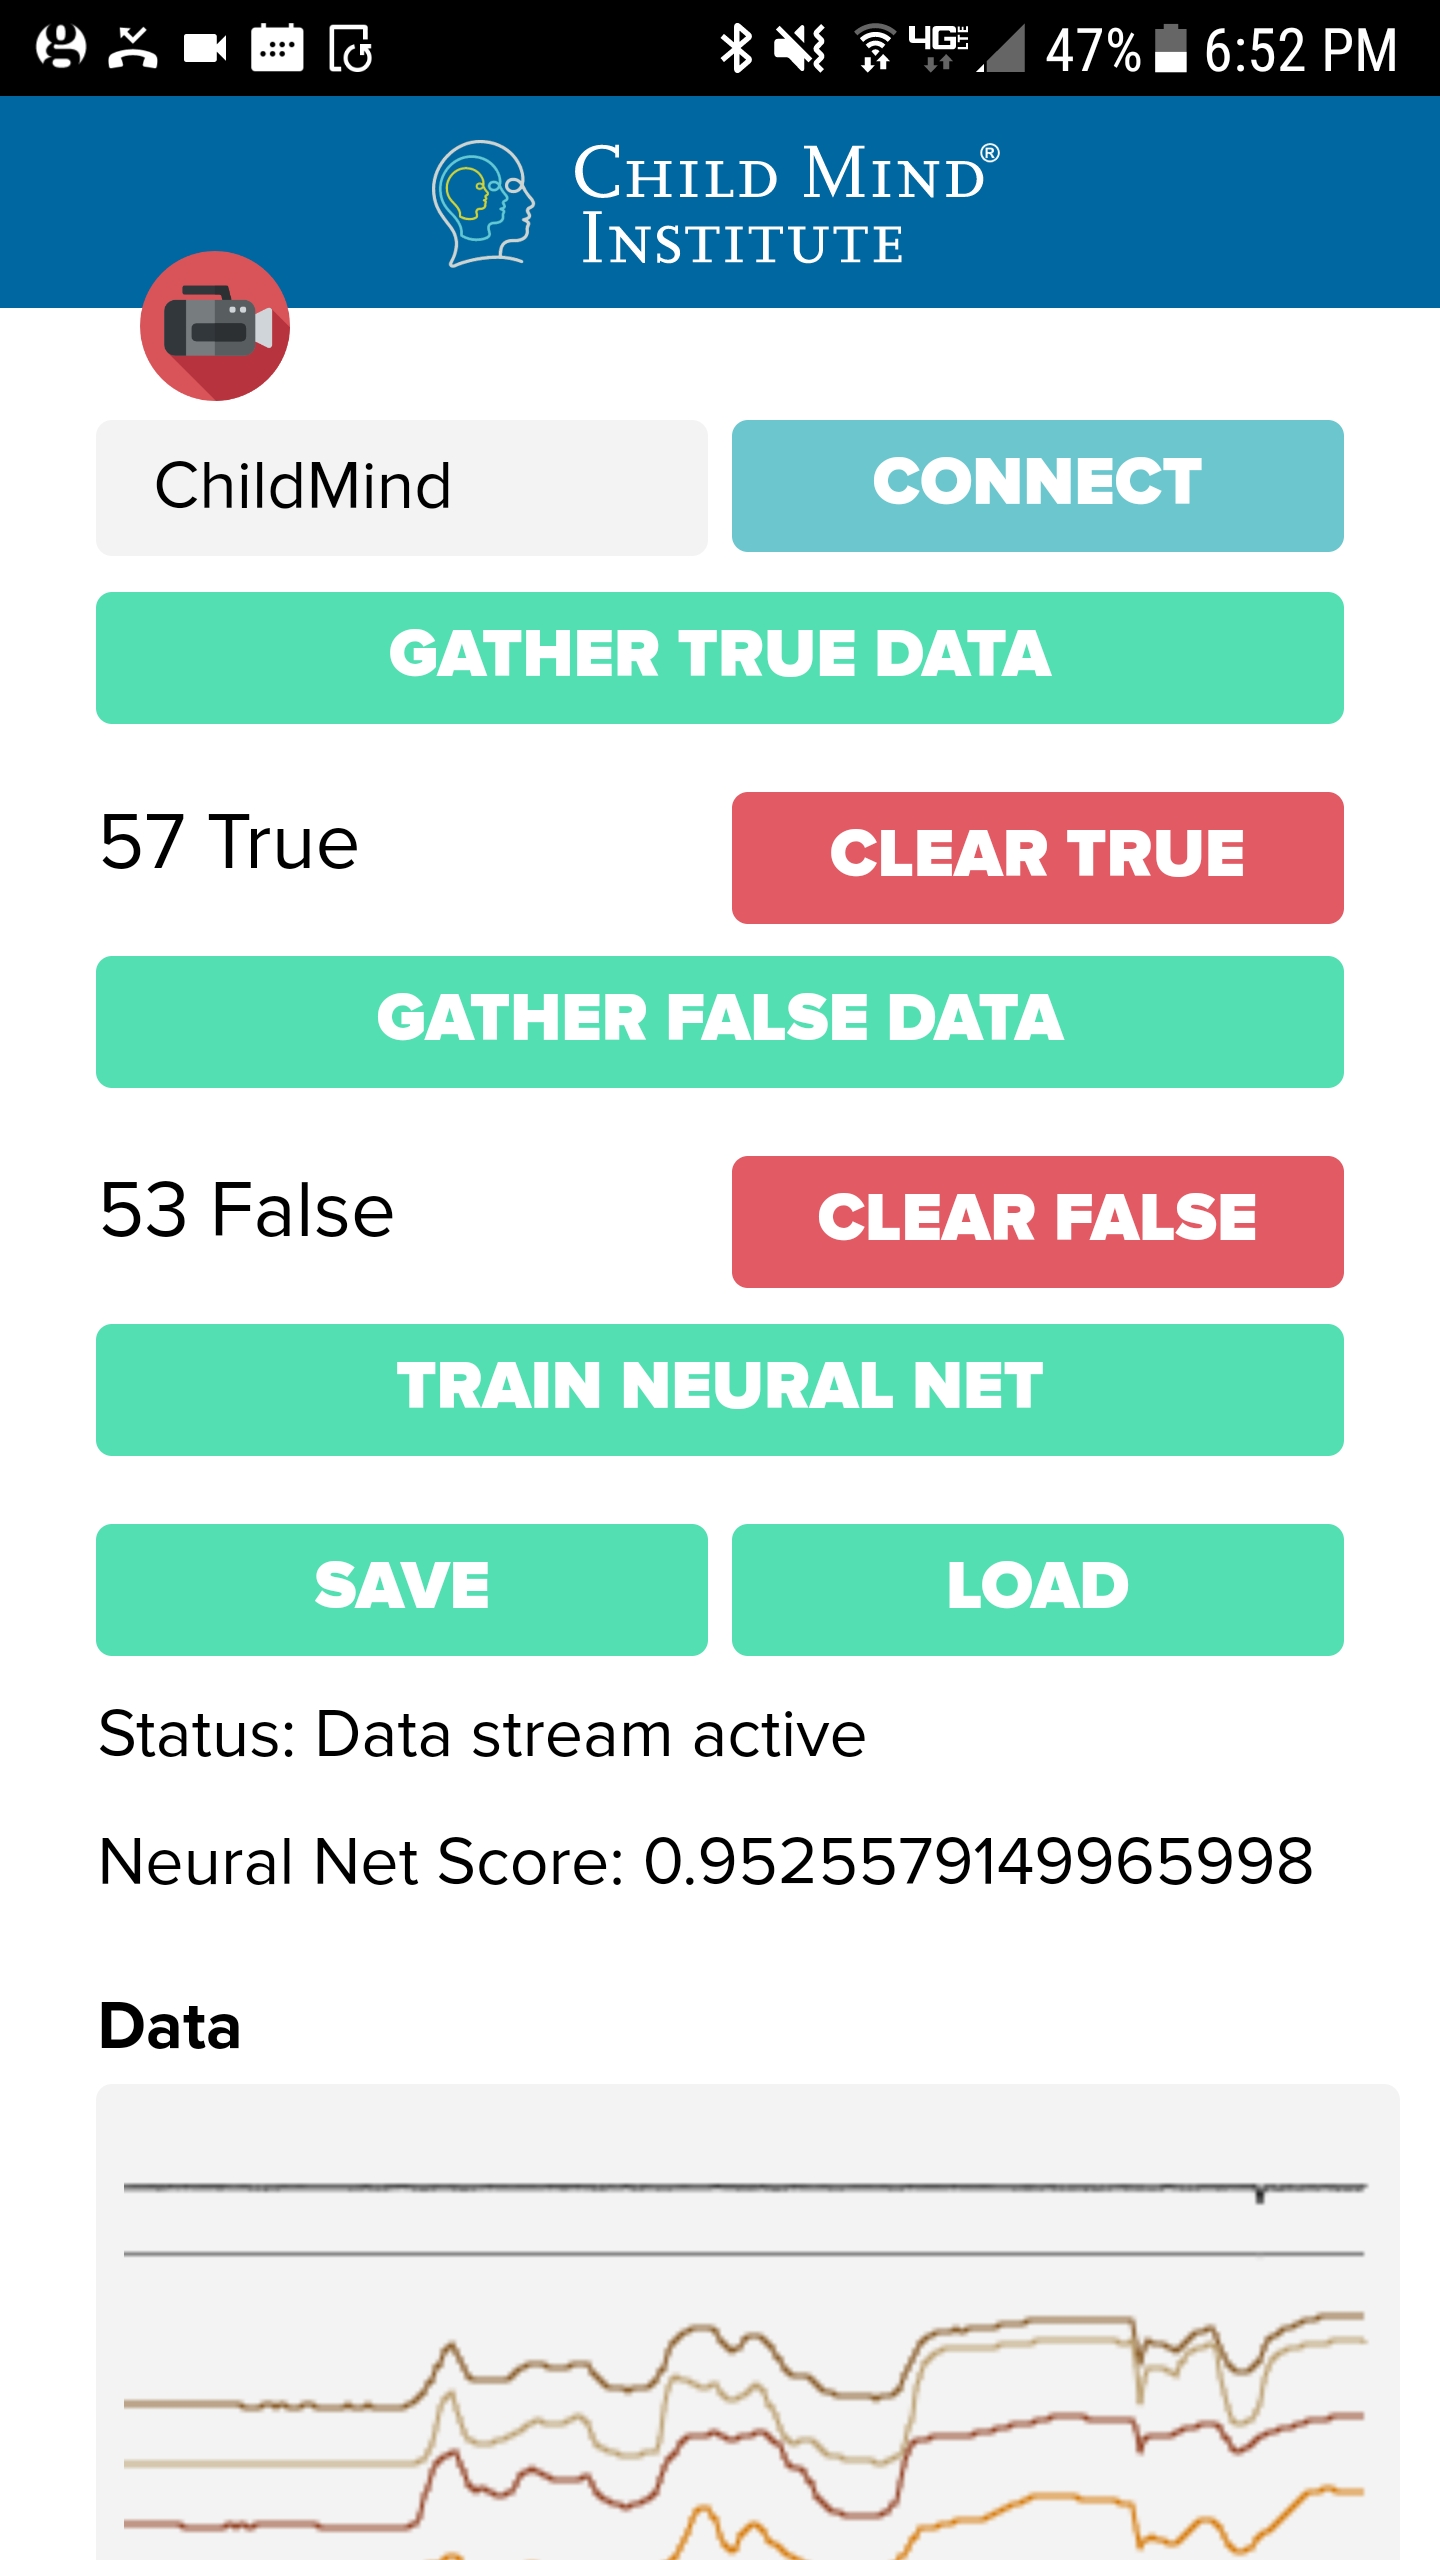 4G LTE 47% 6:52 PM
CHILD MIND®
INSTITUTE
ChildMind
CONNECT
GATHER TRUE DATA
57 True
CLEAR TRUE
GATHER FALSE DATA
53 False
CLEAR FALSE
TRAIN NEURAL NET
SAVE
LOAD
Status: Data stream active
Neural Net Score: 0.9525579149965998
Data